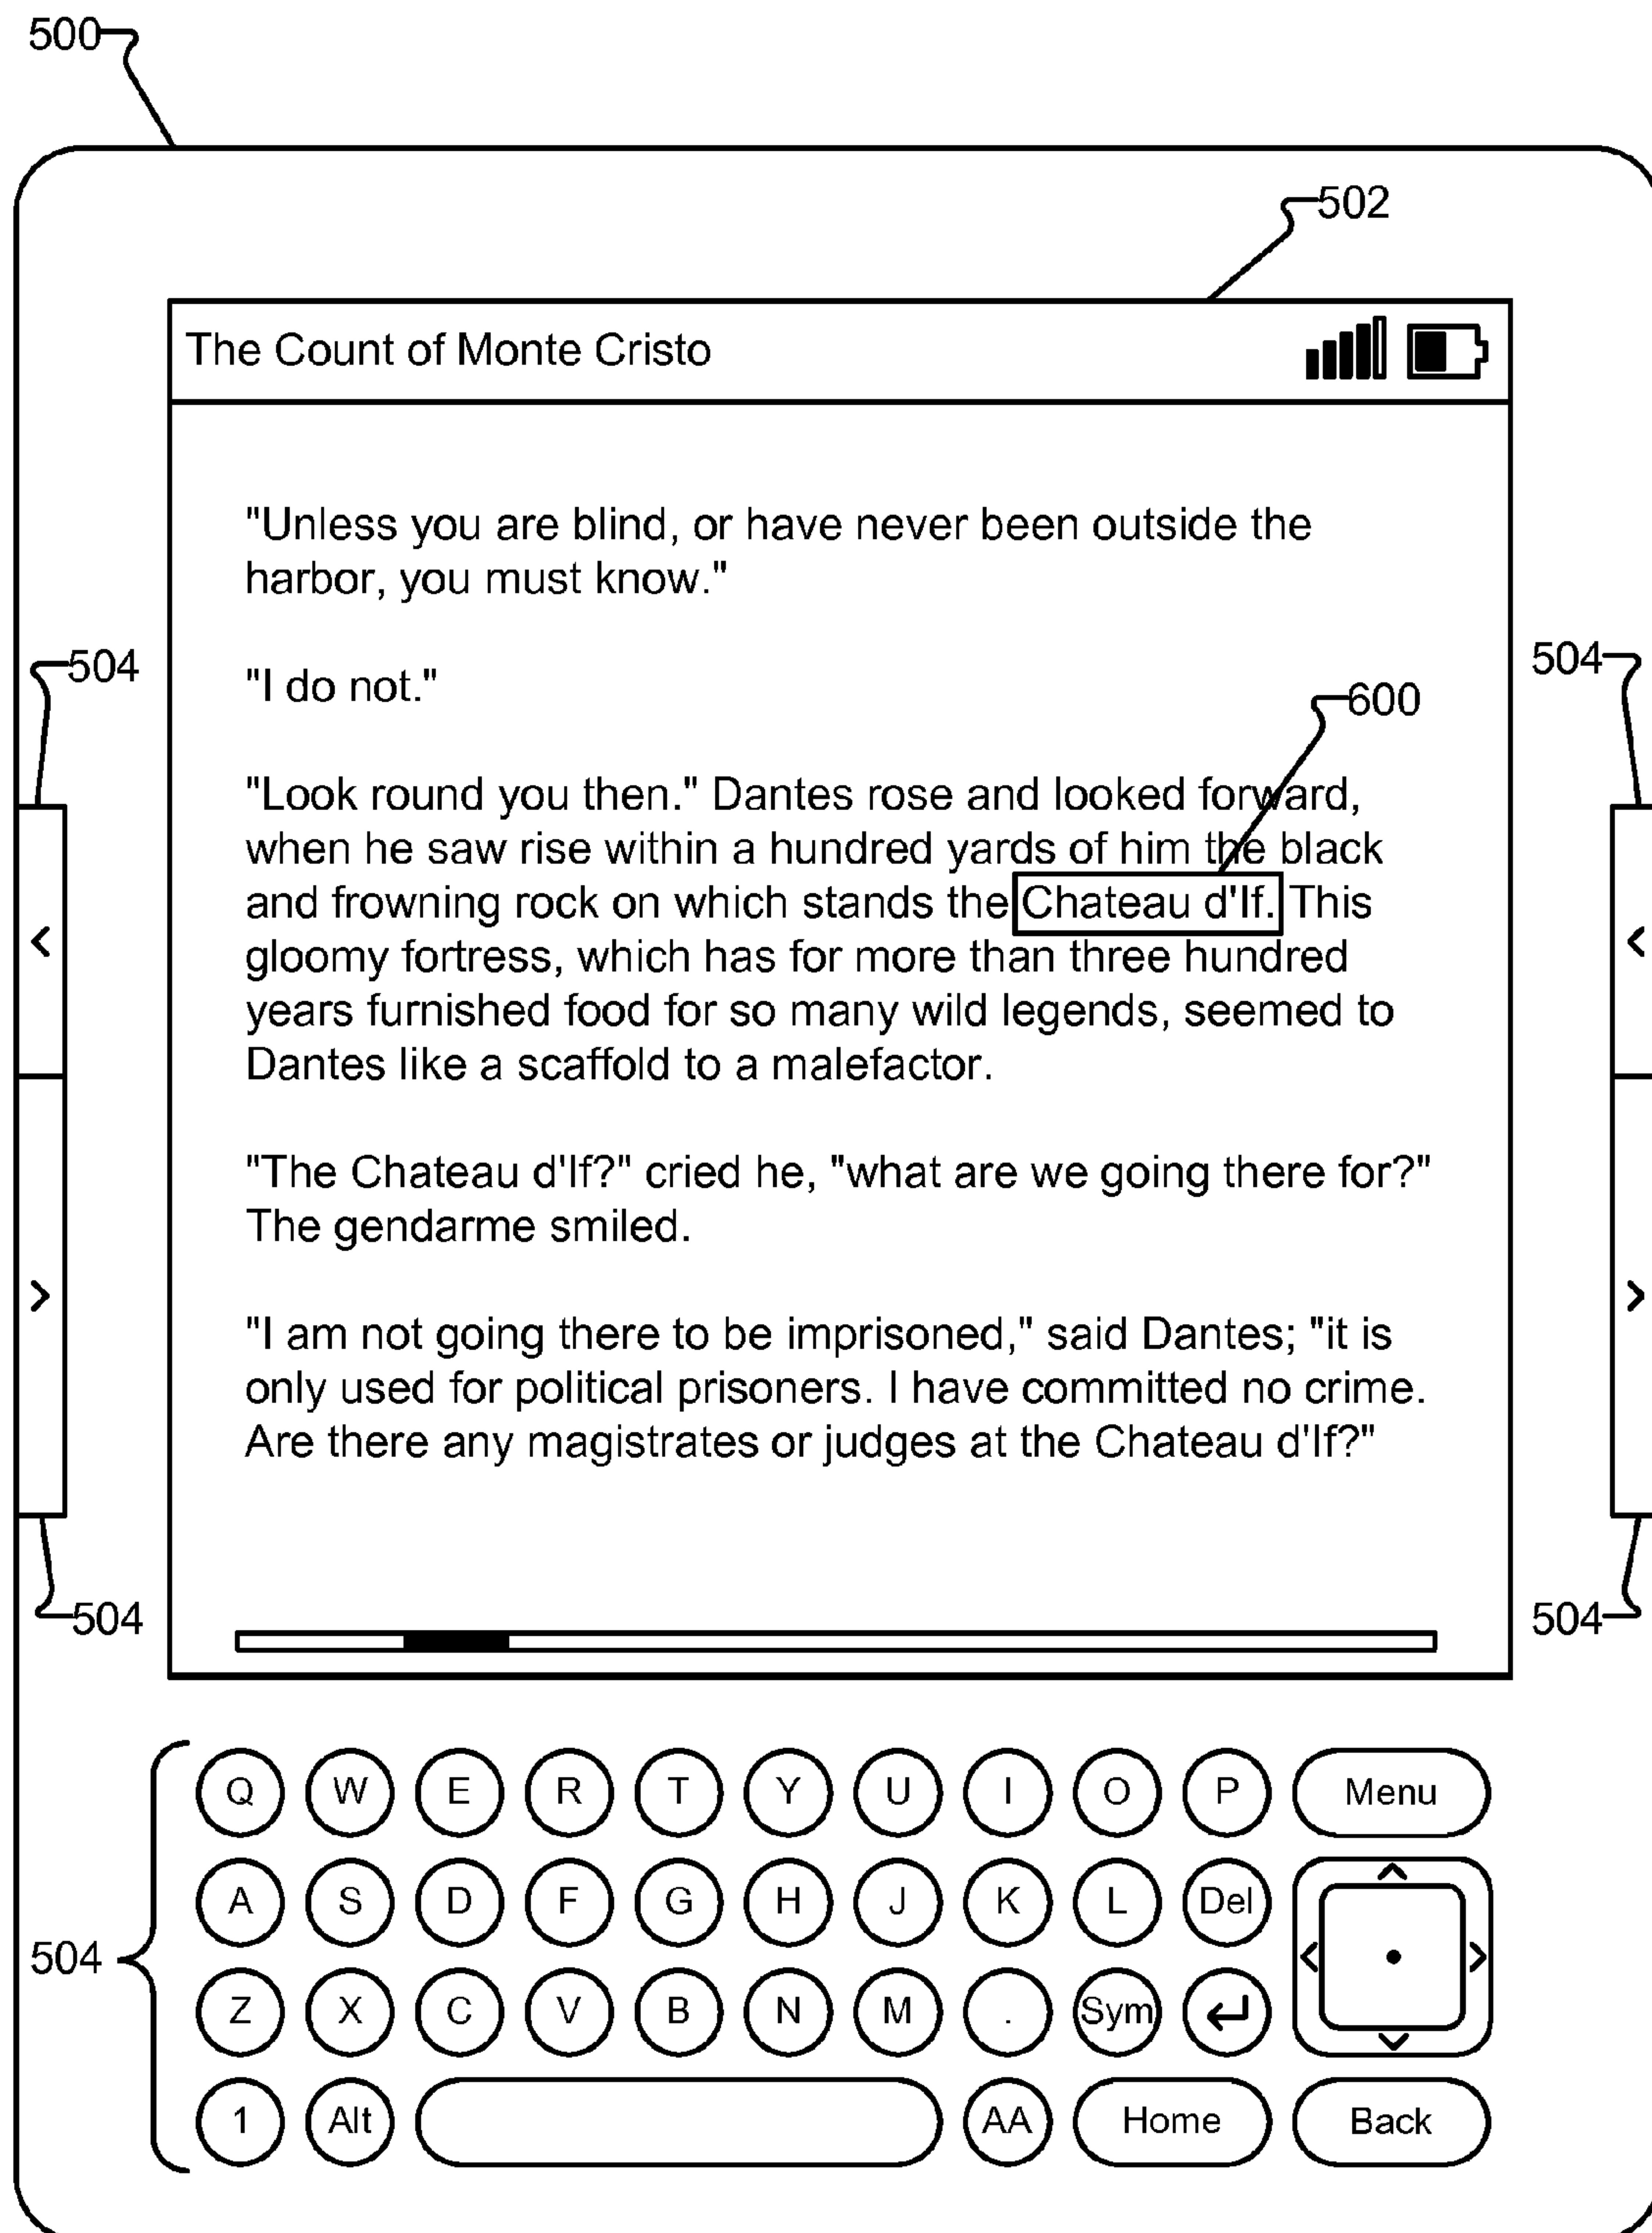 500
502
The Count of Monte Cristo
"Unless you are blind, or have never been outside the
harbor, you must know."
504
504
"I do not."
600
"Look round you then." Dantes rose and looked forward,
when he saw rise within a hundred yards of him the black
and frowning rock on which stands the Chateau d'If. This
gloomy fortress, which has for more than three hundred
years furnished food for so many wild legends, seemed to
Dantes like a scaffold to a malefactor.
"The Chateau d'If?" cried he, "what are we going there for?"
The gendarme smiled.
"I am not going there to be imprisoned," said Dantes; "it is
only used for political prisoners. I have committed no crime.
Are there any magistrates or judges at the Chateau d'If?"
504
504
Q W E R T Y U I O P Menu
A S D F G H J K L Del
504
Z X C V B N M . Sym
1 Alt AA Home Back